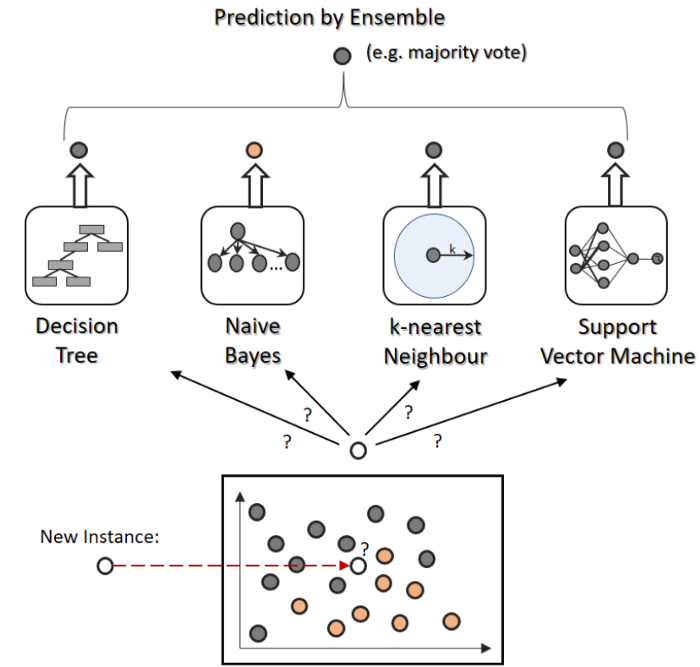 Prediction by Ensemble
(e.g. majority vote)
k
...
Decision
Tree
Naive
Bayes
k-nearest
Neighbour
Support
Vector Machine
?
?
?
?
New Instance:
?